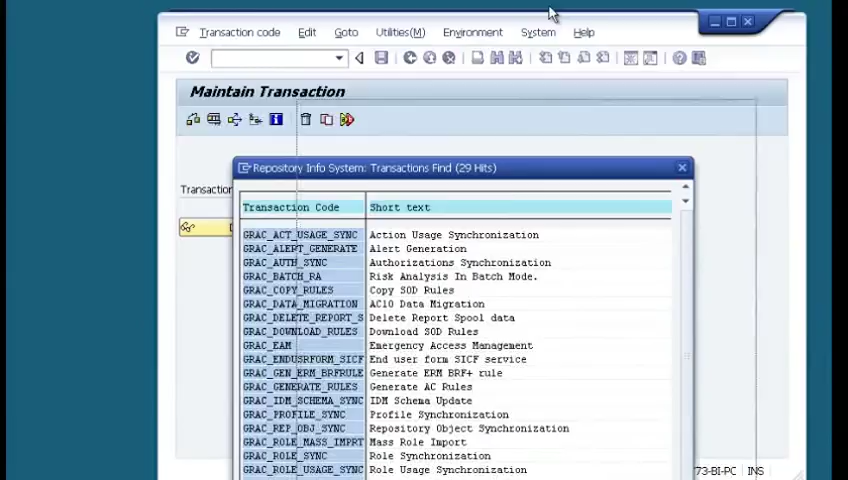 Transaction code Edit Goto Utilities(M) Environment System Help
Maintain Transaction
Repository Info System: Transactions Find (29 Hits)
Transaction Code Short text
Transaction
GRAC_ACT_USAGE_SYNC Action Usage Synchronization
GRAC_ALERT_GENERATE Alert Generation
GRAC_AUTH_SYNC Authorizations Synchronization
GRAC_BATCH_RA Risk Analysis In Batch Mode.
GRAC_COPY_RULES Copy SOD Rules
GRAC_DATA_MIGRATION AC10 Data Migration
GRAC_DELETE_REPORT_S Delete Report Spool data
GRAC_DOWNLOAD_RULES Download SOD Rules
GRAC_EAM Emergency Access Management
GRAC_ENDUSRFORM_SICF End user form SICF service
GRAC_GEN_ERM_BRFRULE Generate ERM BRF+ rule
GRAC_GENERATE_RULES Generate AC Rules
GRAC_IDM_SCHEMA_SYNC IDM Schema Update
GRAC_PROFILE_SYNC Profile Synchronization
GRAC_REP_OBJ_SYNC Repository Object Synchronization
GRAC_ROLE_MASS_IMPRT Mass Role Import
GRAC_ROLE_SYNC Role Synchronization
GRAC_ROLE_USAGE_SYNC Role Usage Synchronization
73-BI-PC INS